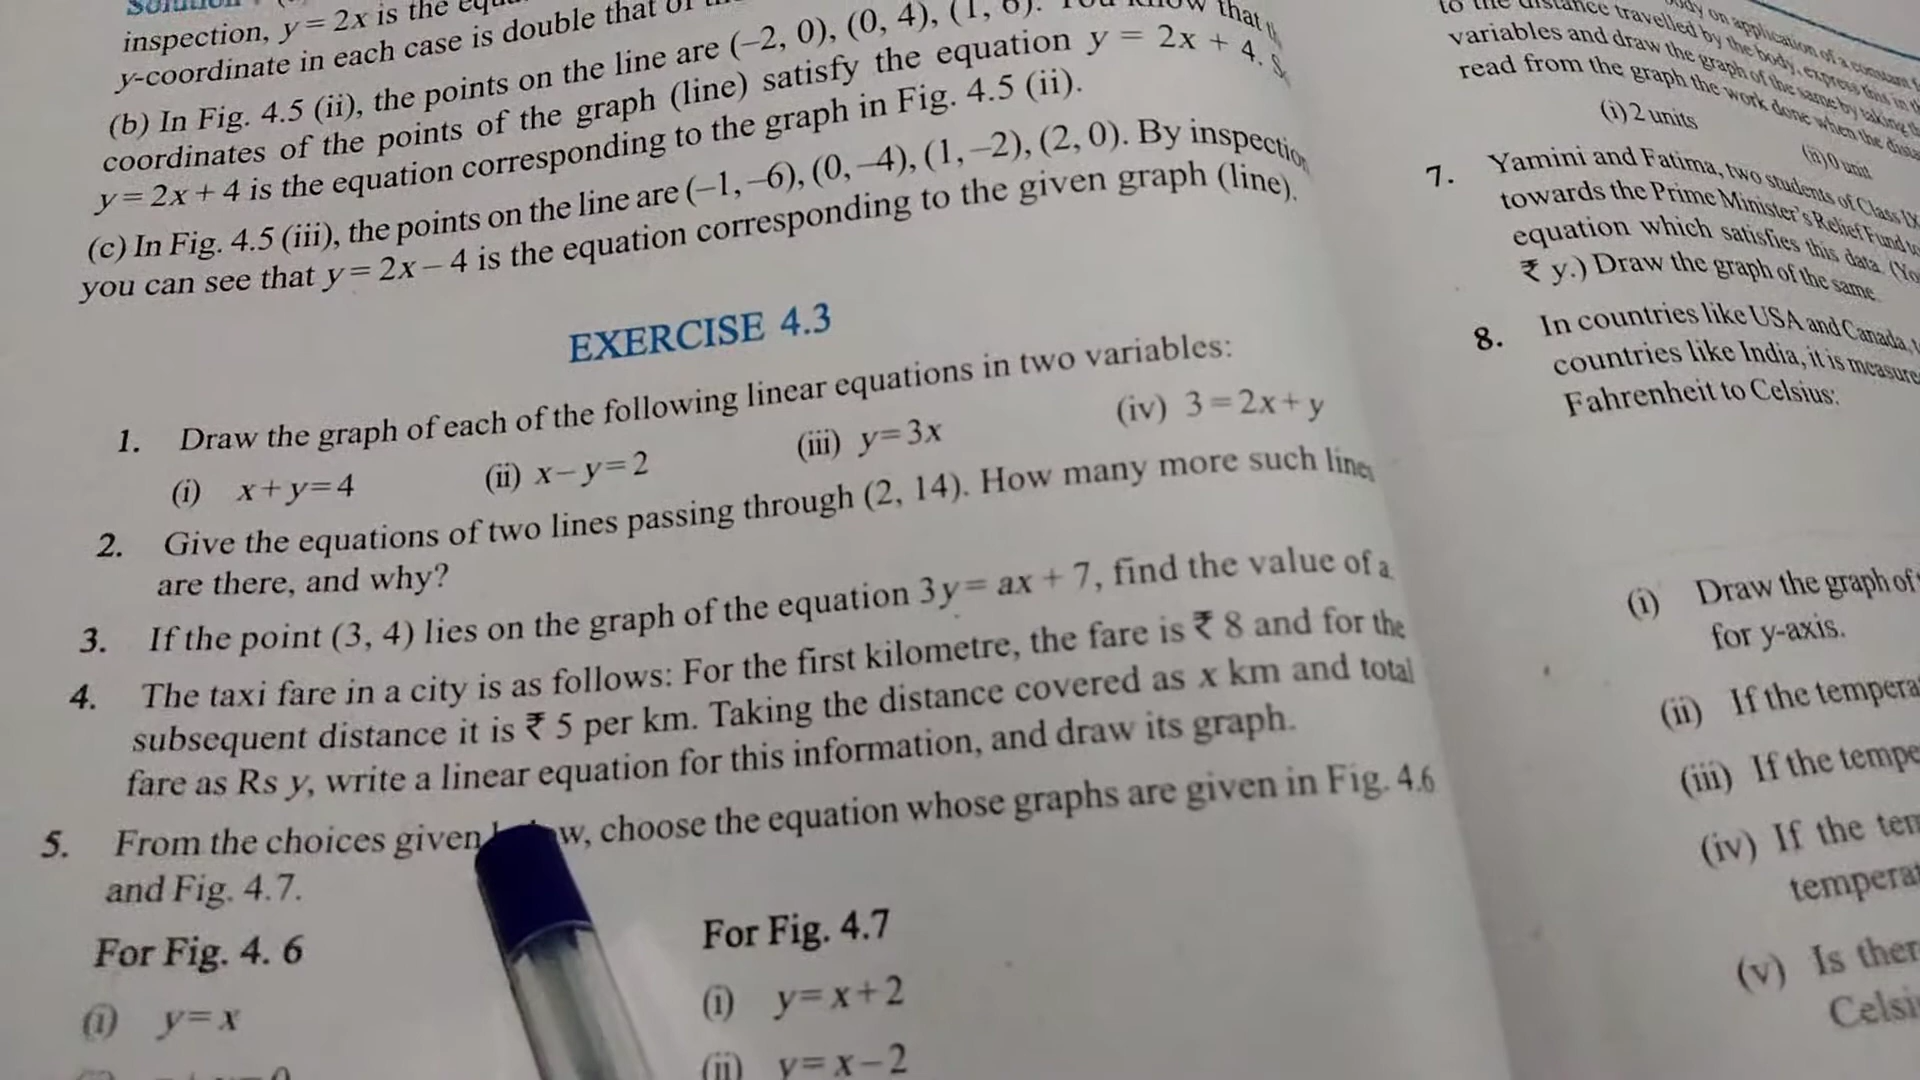 inspection, y = 2x is the
y-coordinate in each case is double that
(b) In Fig. 4.5 (ii), the points on the line are (–2, 0), (0, 4), (1, 6).
coordinates of the points of the graph (line) satisfy the equation y = 2x + 4.
y = 2x + 4 is the equation corresponding to the graph in Fig. 4.5 (ii).
(c) In Fig. 4.5 (iii), the points on the line are (–1, –6), (0, –4), (1, –2), (2, 0). By inspection
you can see that y = 2x – 4 is the equation corresponding to the given graph (line).
EXERCISE 4.3
1. Draw the graph of each of the following linear equations in two variables:
(i) x + y = 4 (ii) x – y = 2 (iii) y = 3x (iv) 3 = 2x + y
2. Give the equations of two lines passing through (2, 14). How many more such lines
are there, and why?
3. If the point (3, 4) lies on the graph of the equation 3y = ax + 7, find the value of a
4. The taxi fare in a city is as follows: For the first kilometre, the fare is ₹ 8 and for the
subsequent distance it is ₹ 5 per km. Taking the distance covered as x km and total
fare as Rs y, write a linear equation for this information, and draw its graph.
5. From the choices given choose the equation whose graphs are given in Fig. 4.6
and Fig. 4.7.
For Fig. 4. 6 For Fig. 4.7
(i) y = x (i) y = x + 2
(ii) y = x – 2
to the distance travelled by the body, express this in
variables and draw the graph of the same by taking
read from the graph the work done when the
(i) 2 units (ii) 0 unit
7. Yamini and Fatima, two students of Class IX
towards the Prime Minister's Relief Fund
equation which satisfies this data. (You
₹ y.) Draw the graph of the same.
8. In countries like USA and Canada,
countries like India, it is measured
Fahrenheit to Celsius:
(i) Draw the graph of
for y-axis.
(ii) If the
(iii) If the
(iv) If the
(v) Is